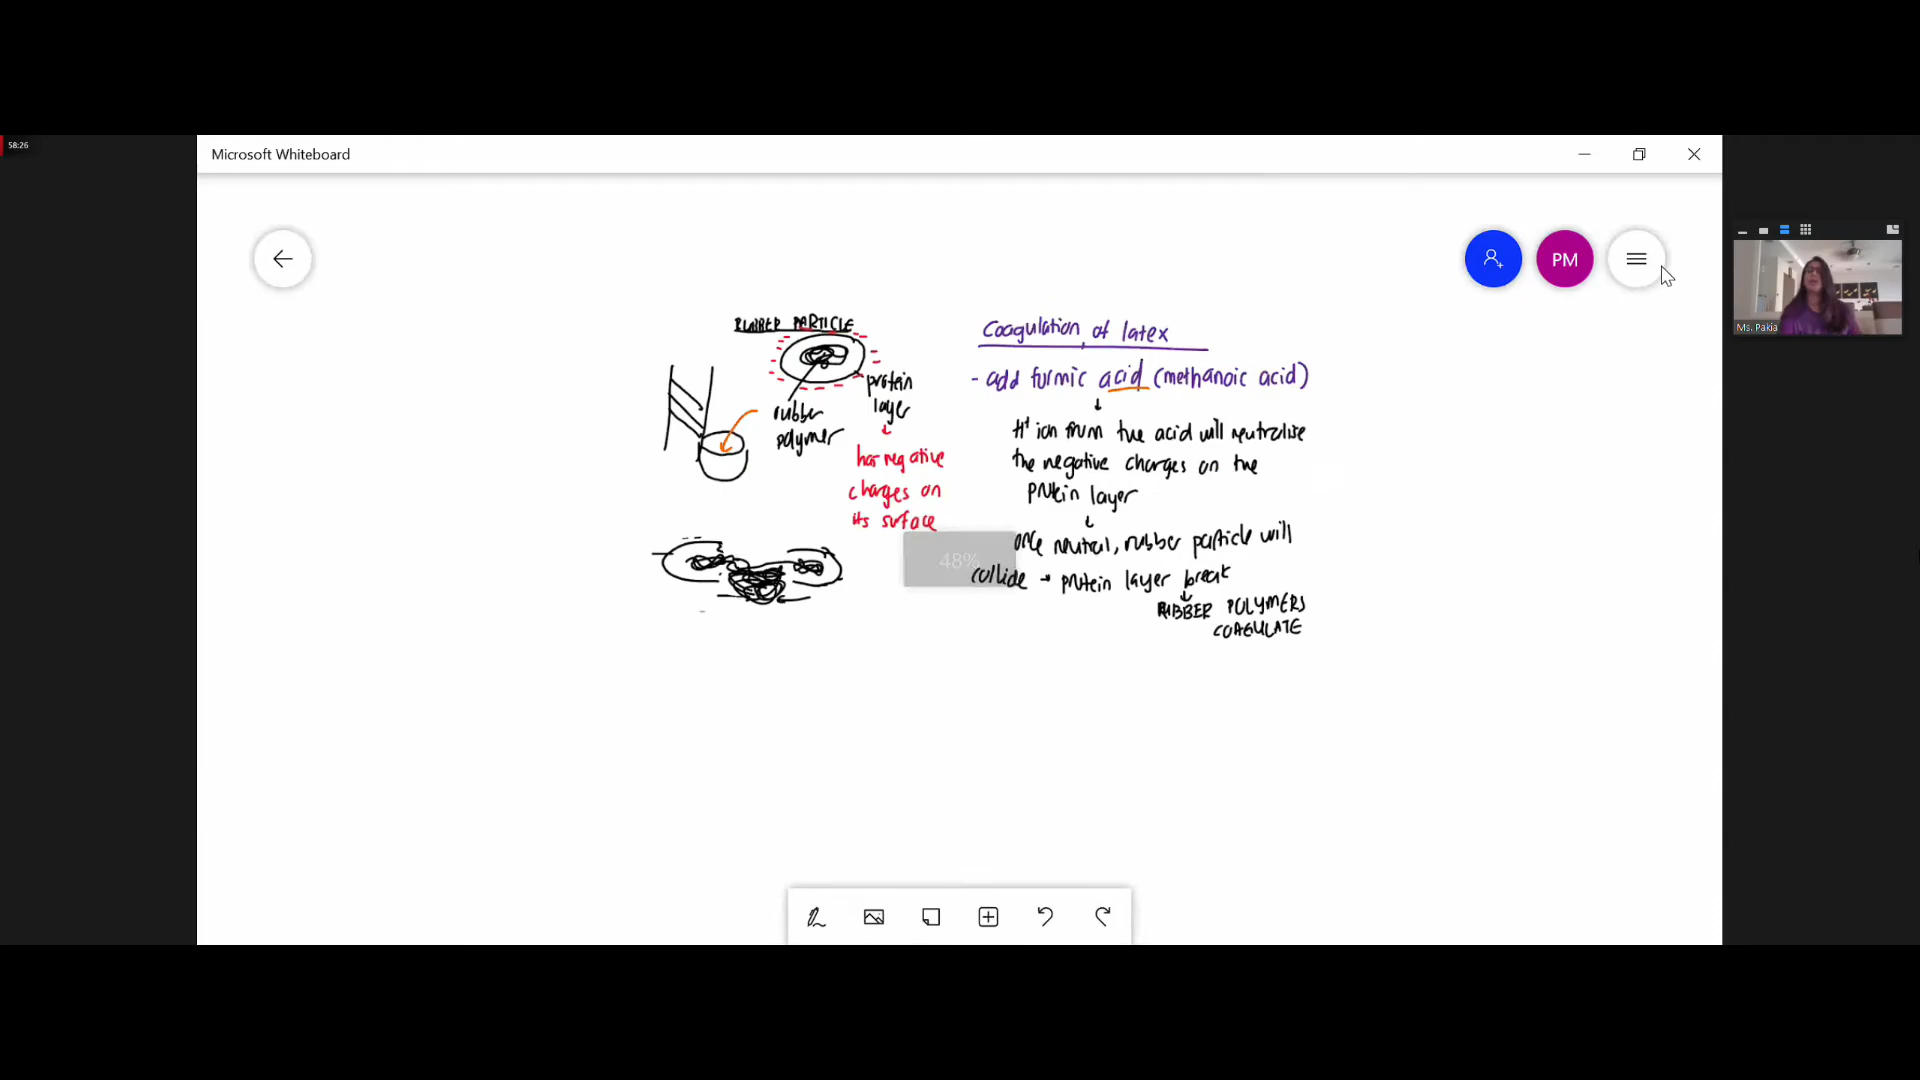 58:26
Microsoft Whiteboard
PM
Ms. Pakia
RUBBER PARTICLE
protein
layer
rubber
polymer
has negative
charges on
its surface
Coagulation of latex
- add formic acid (methanoic acid)
↓
H+ ion from the acid will neutralise
the negative charges on the
protein layer
↓
once neutral, rubber particle will
collide → protein layer break
↓
RUBBER POLYMERS
COAGULATE
48%